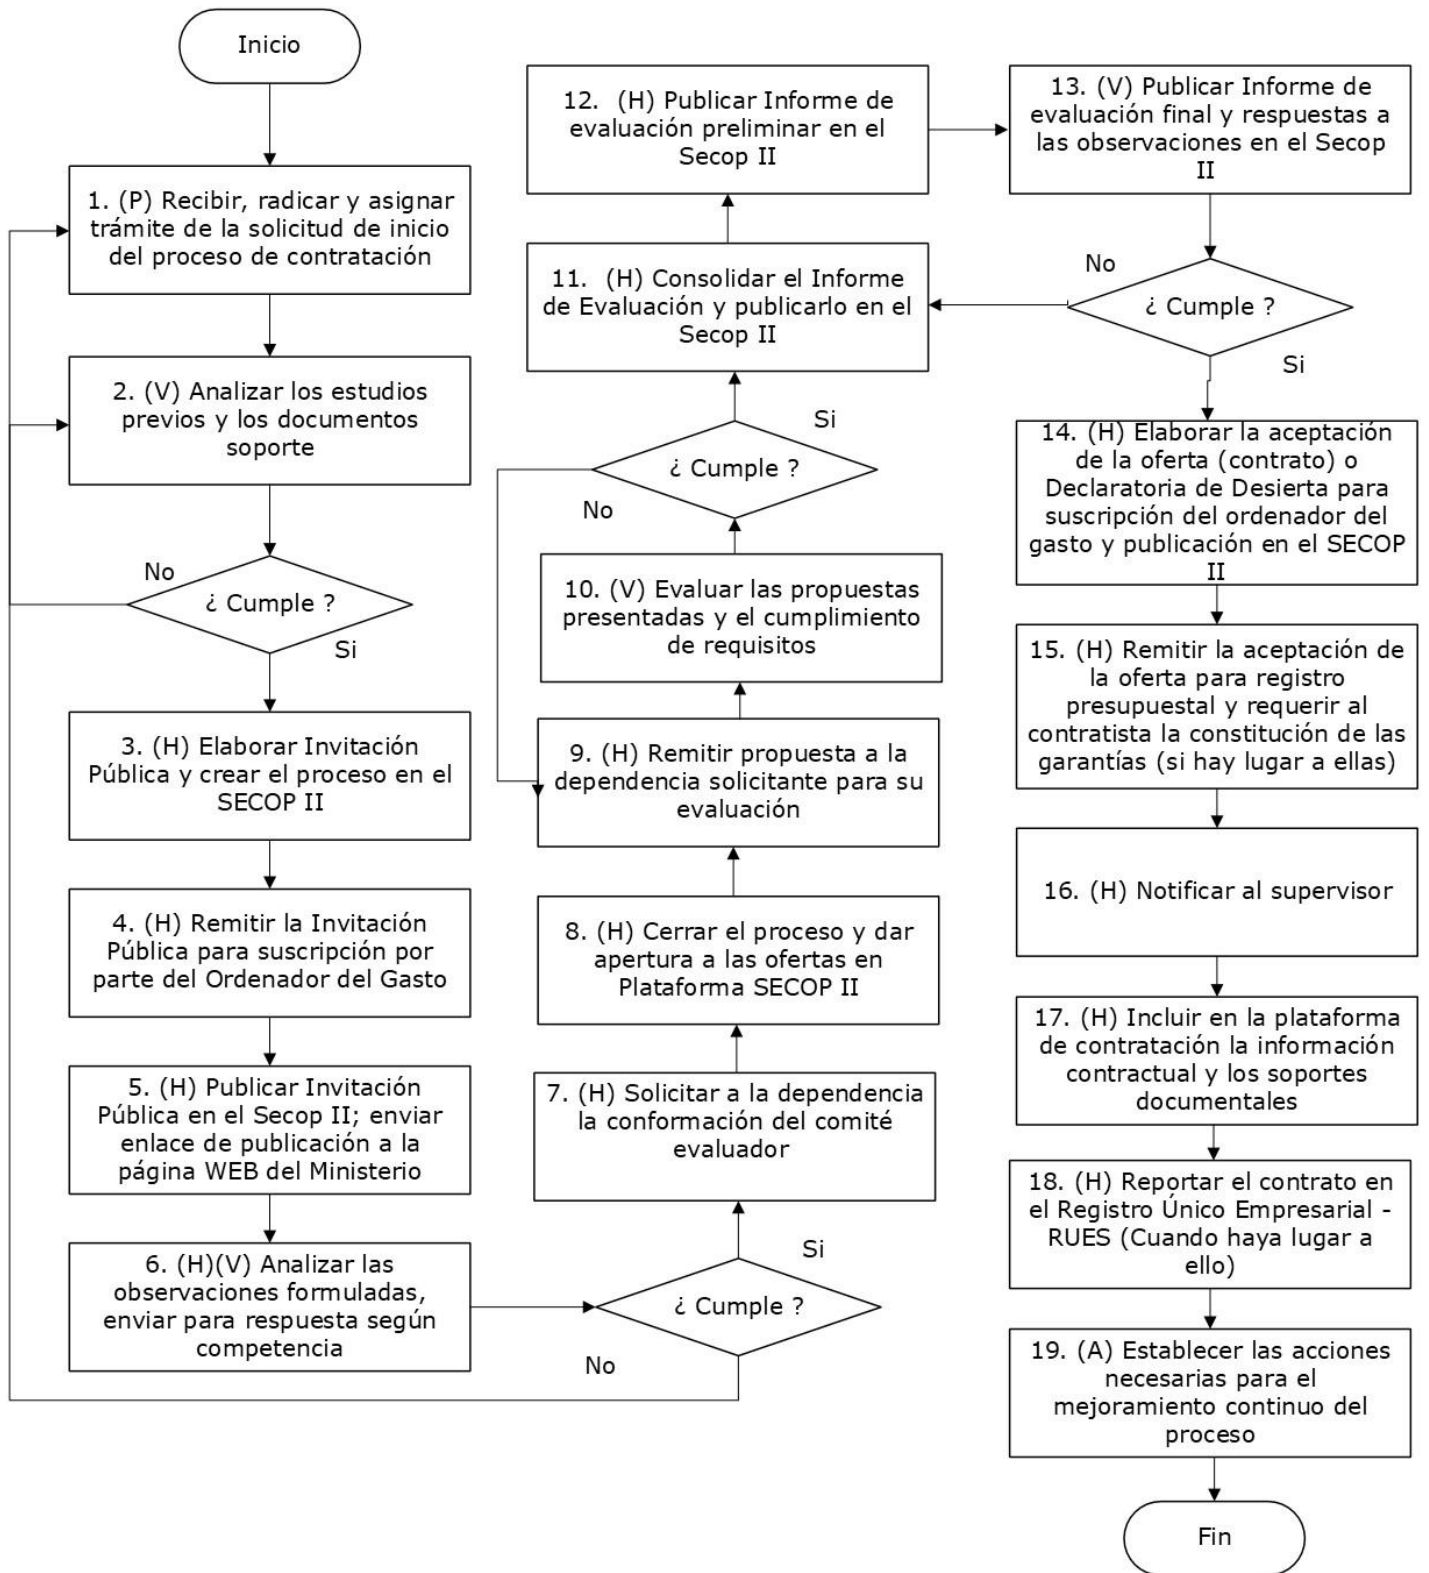 Inicio
1. (P) Recibir, radicar y asignar
trámite de la solicitud de inicio
del proceso de contratación
2. (V) Analizar los estudios
previos y los documentos
soporte
No
¿ Cumple ?
Si
3. (H) Elaborar Invitación
Pública y crear el proceso en el
SECOP II
4. (H) Remitir la Invitación
Pública para suscripción por
parte del Ordenador del Gasto
5. (H) Publicar Invitación
Pública en el Secop II; enviar
enlace de publicación a la
página WEB del Ministerio
6. (H)(V) Analizar las
observaciones formuladas,
enviar para respuesta según
competencia
¿ Cumple ?
No
Si
7. (H) Solicitar a la dependencia
la conformación del comité
evaluador
8. (H) Cerrar el proceso y dar
apertura a las ofertas en
Plataforma SECOP II
9. (H) Remitir propuesta a la
dependencia solicitante para su
evaluación
10. (V) Evaluar las propuestas
presentadas y el cumplimiento
de requisitos
¿ Cumple ?
No
Si
11. (H) Consolidar el Informe
de Evaluación y publicarlo en el
Secop II
12. (H) Publicar Informe de
evaluación preliminar en el
Secop II
13. (V) Publicar Informe de
evaluación final y respuestas a
las observaciones en el Secop
II
No
¿ Cumple ?
Si
14. (H) Elaborar la aceptación
de la oferta (contrato) o
Declaratoria de Desierta para
suscripción del ordenador del
gasto y publicación en el SECOP
II
15. (H) Remitir la aceptación de
la oferta para registro
presupuestal y requerir al
contratista la constitución de las
garantías (si hay lugar a ellas)
16. (H) Notificar al supervisor
17. (H) Incluir en la plataforma
de contratación la información
contractual y los soportes
documentales
18. (H) Reportar el contrato en
el Registro Único Empresarial -
RUES (Cuando haya lugar a
ello)
19. (A) Establecer las acciones
necesarias para el
mejoramiento continuo del
proceso
Fin